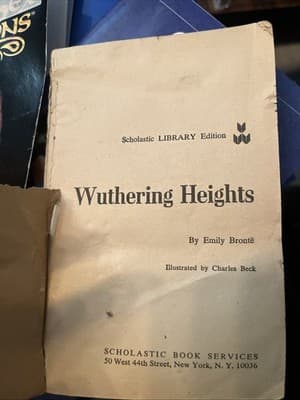 ONS
Scholastic LIBRARY Edition
Wuthering Heights
By Emily Brontë
Illustrated by Charles Beck
SCHOLASTIC BOOK SERVICES
50 West 44th Street, New York, N. Y. 10036